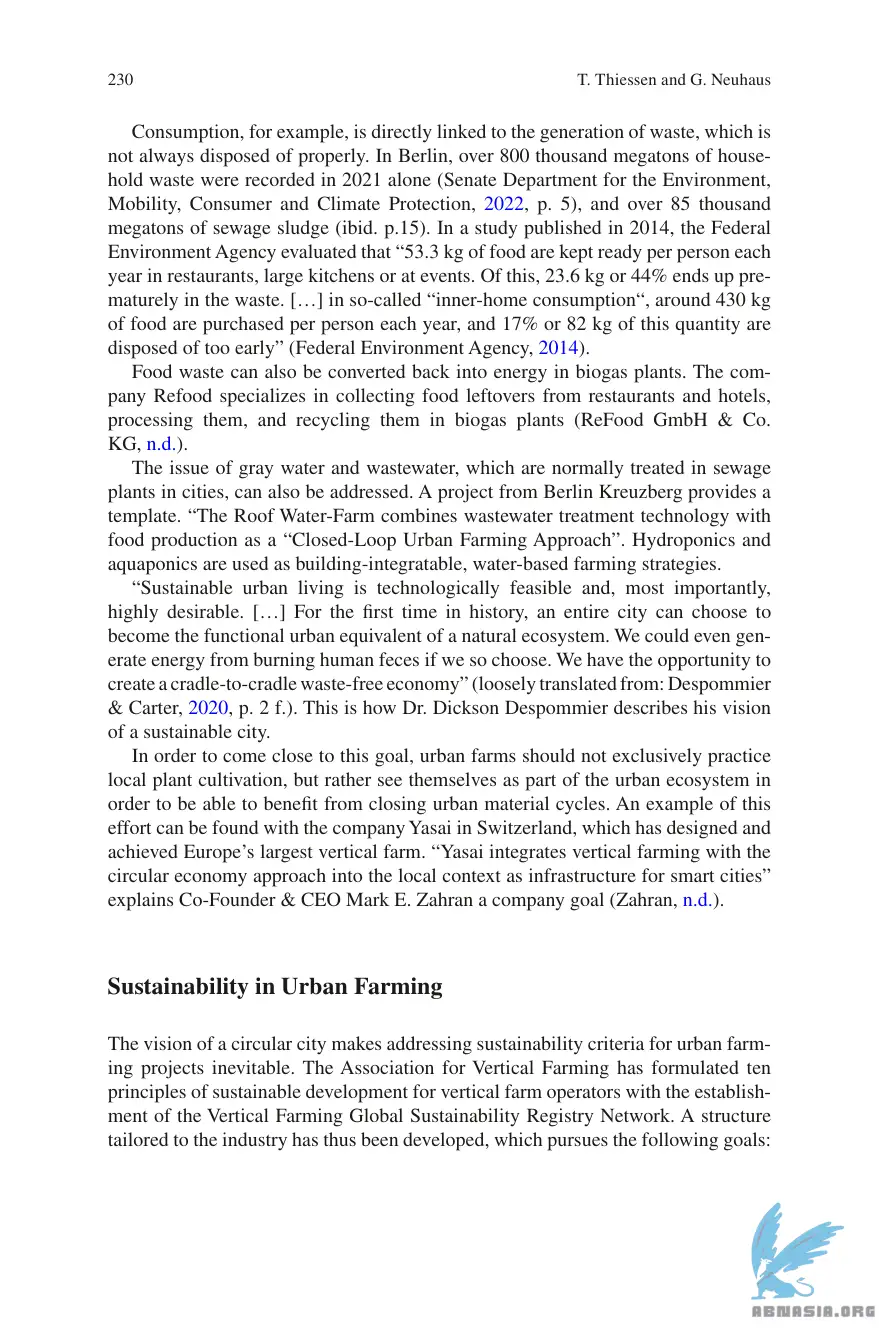 230 T. Thiessen and G. Neuhaus
Consumption, for example, is directly linked to the generation of waste, which is
not always disposed of properly. In Berlin, over 800 thousand megatons of house-
hold waste were recorded in 2021 alone (Senate Department for the Environment,
Mobility, Consumer and Climate Protection, 2022, p. 5), and over 85 thousand
megatons of sewage sludge (ibid. p.15). In a study published in 2014, the Federal
Environment Agency evaluated that “53.3 kg of food are kept ready per person each
year in restaurants, large kitchens or at events. Of this, 23.6 kg or 44% ends up pre-
maturely in the waste. […] in so-called “inner-home consumption“, around 430 kg
of food are purchased per person each year, and 17% or 82 kg of this quantity are
disposed of too early” (Federal Environment Agency, 2014).
Food waste can also be converted back into energy in biogas plants. The com-
pany Refood specializes in collecting food leftovers from restaurants and hotels,
processing them, and recycling them in biogas plants (ReFood GmbH & Co.
KG, n.d.).
The issue of gray water and wastewater, which are normally treated in sewage
plants in cities, can also be addressed. A project from Berlin Kreuzberg provides a
template. “The Roof Water-Farm combines wastewater treatment technology with
food production as a “Closed-Loop Urban Farming Approach”. Hydroponics and
aquaponics are used as building-integratable, water-based farming strategies.
“Sustainable urban living is technologically feasible and, most importantly,
highly desirable. […] For the first time in history, an entire city can choose to
become the functional urban equivalent of a natural ecosystem. We could even gen-
erate energy from burning human feces if we so choose. We have the opportunity to
create a cradle-to-cradle waste-free economy” (loosely translated from: Despommier
& Carter, 2020, p. 2 f.). This is how Dr. Dickson Despommier describes his vision
of a sustainable city.
In order to come close to this goal, urban farms should not exclusively practice
local plant cultivation, but rather see themselves as part of the urban ecosystem in
order to be able to benefit from closing urban material cycles. An example of this
effort can be found with the company Yasai in Switzerland, which has designed and
achieved Europe’s largest vertical farm. “Yasai integrates vertical farming with the
circular economy approach into the local context as infrastructure for smart cities”
explains Co-Founder & CEO Mark E. Zahran a company goal (Zahran, n.d.).
Sustainability in Urban Farming
The vision of a circular city makes addressing sustainability criteria for urban farm-
ing projects inevitable. The Association for Vertical Farming has formulated ten
principles of sustainable development for vertical farm operators with the establish-
ment of the Vertical Farming Global Sustainability Registry Network. A structure
tailored to the industry has thus been developed, which pursues the following goals:
ABNASIA.ORG